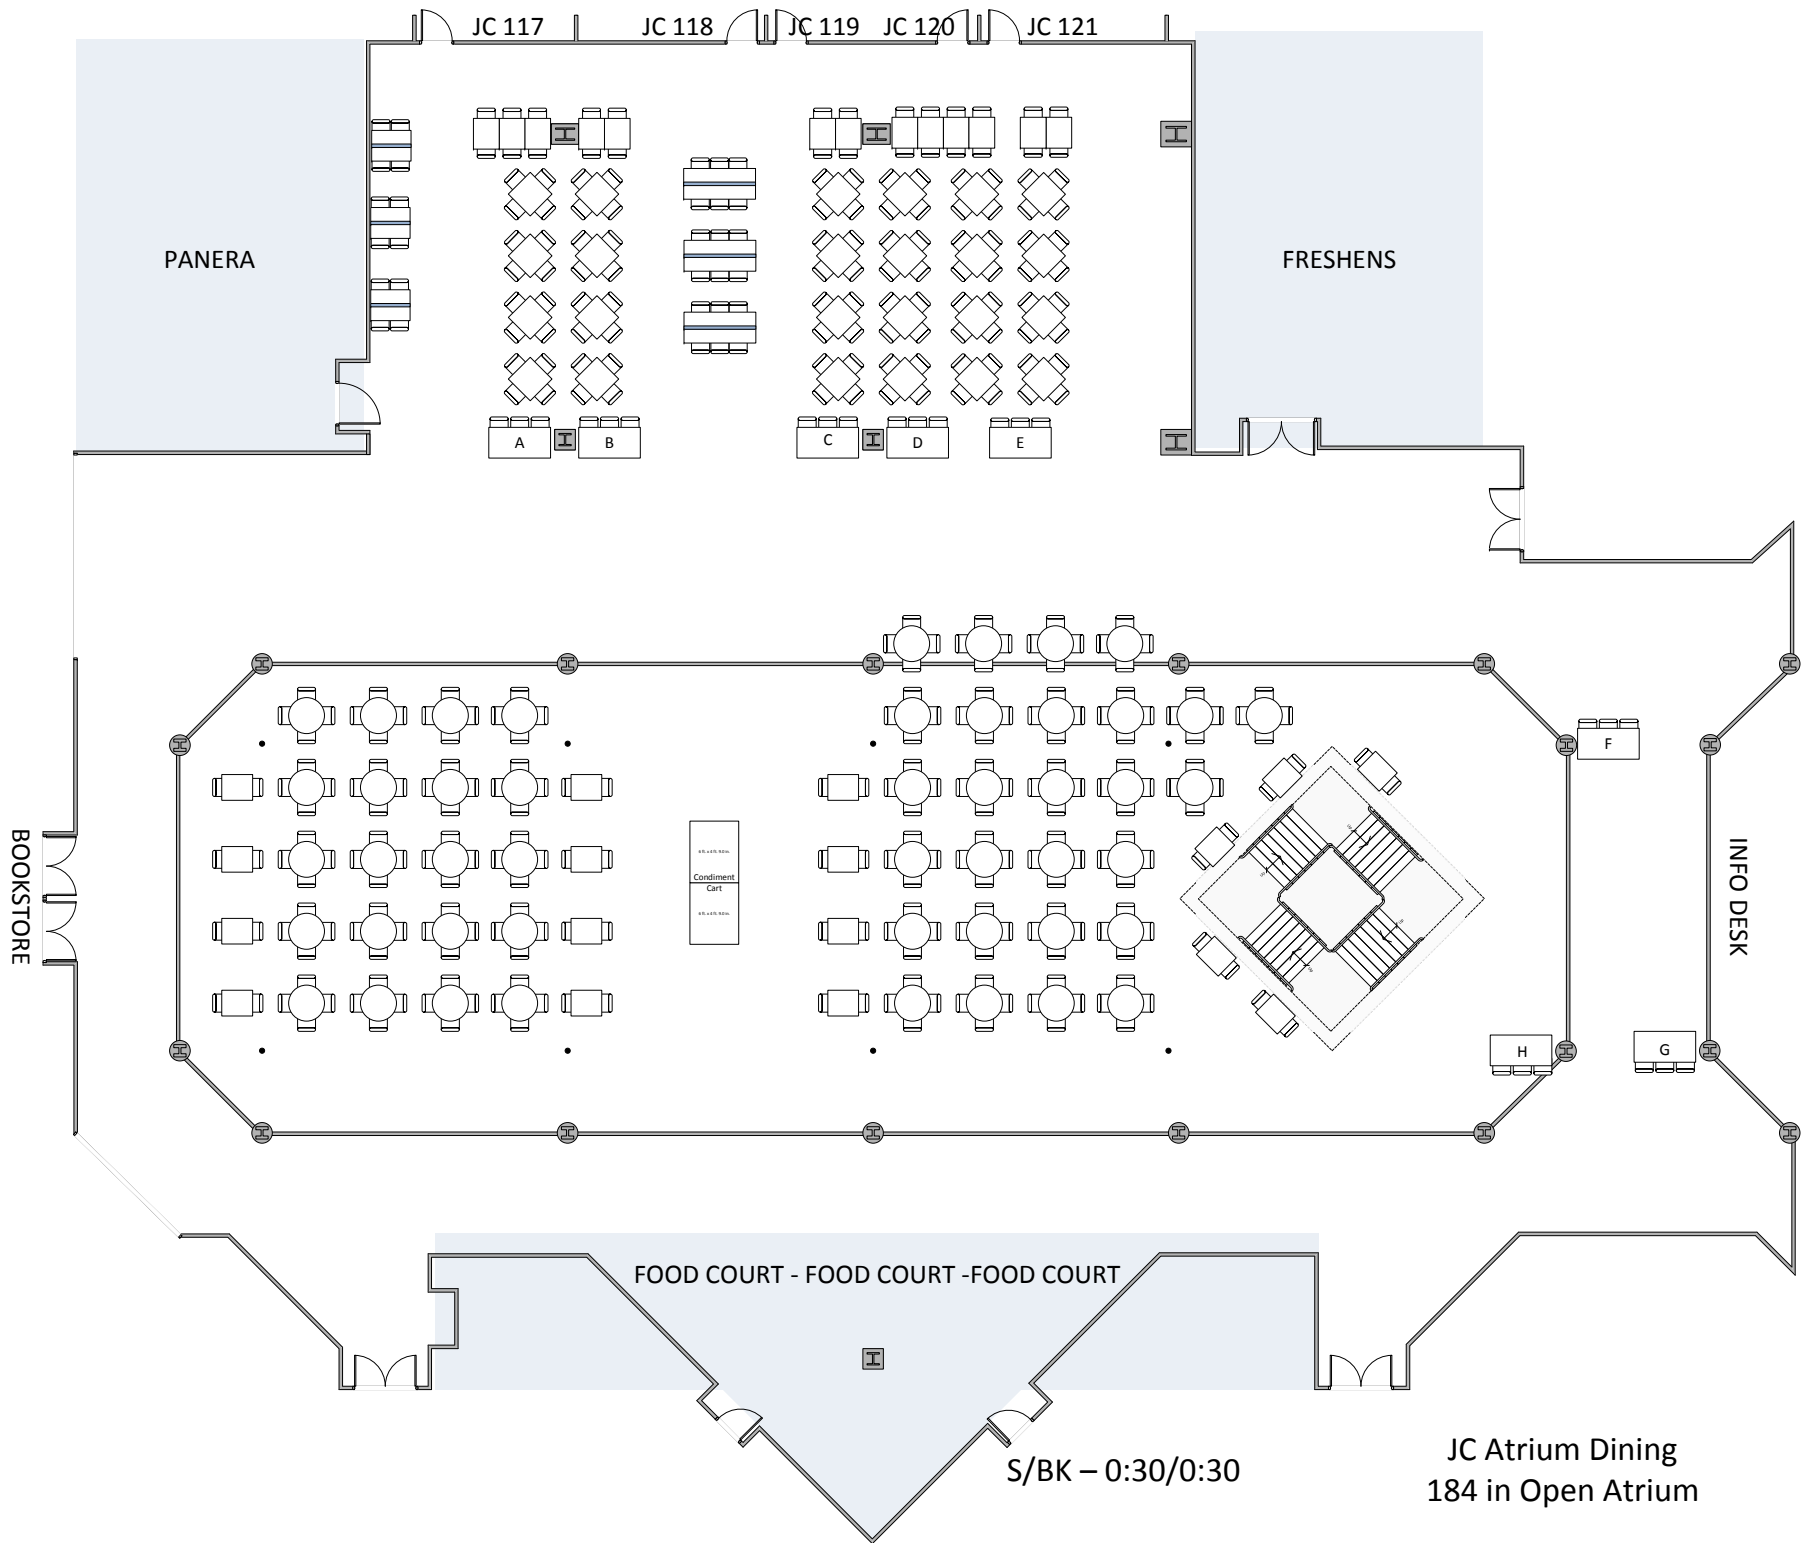 JC 117
JC 118
JC 119
JC 120
JC 121
PANERA
FRESHENS
A
B
C
D
E
F
BOOKSTORE
Condiment
Cart
INFO DESK
H
G
FOOD COURT - FOOD COURT -FOOD COURT
S/BK – 0:30/0:30
JC Atrium Dining
184 in Open Atrium